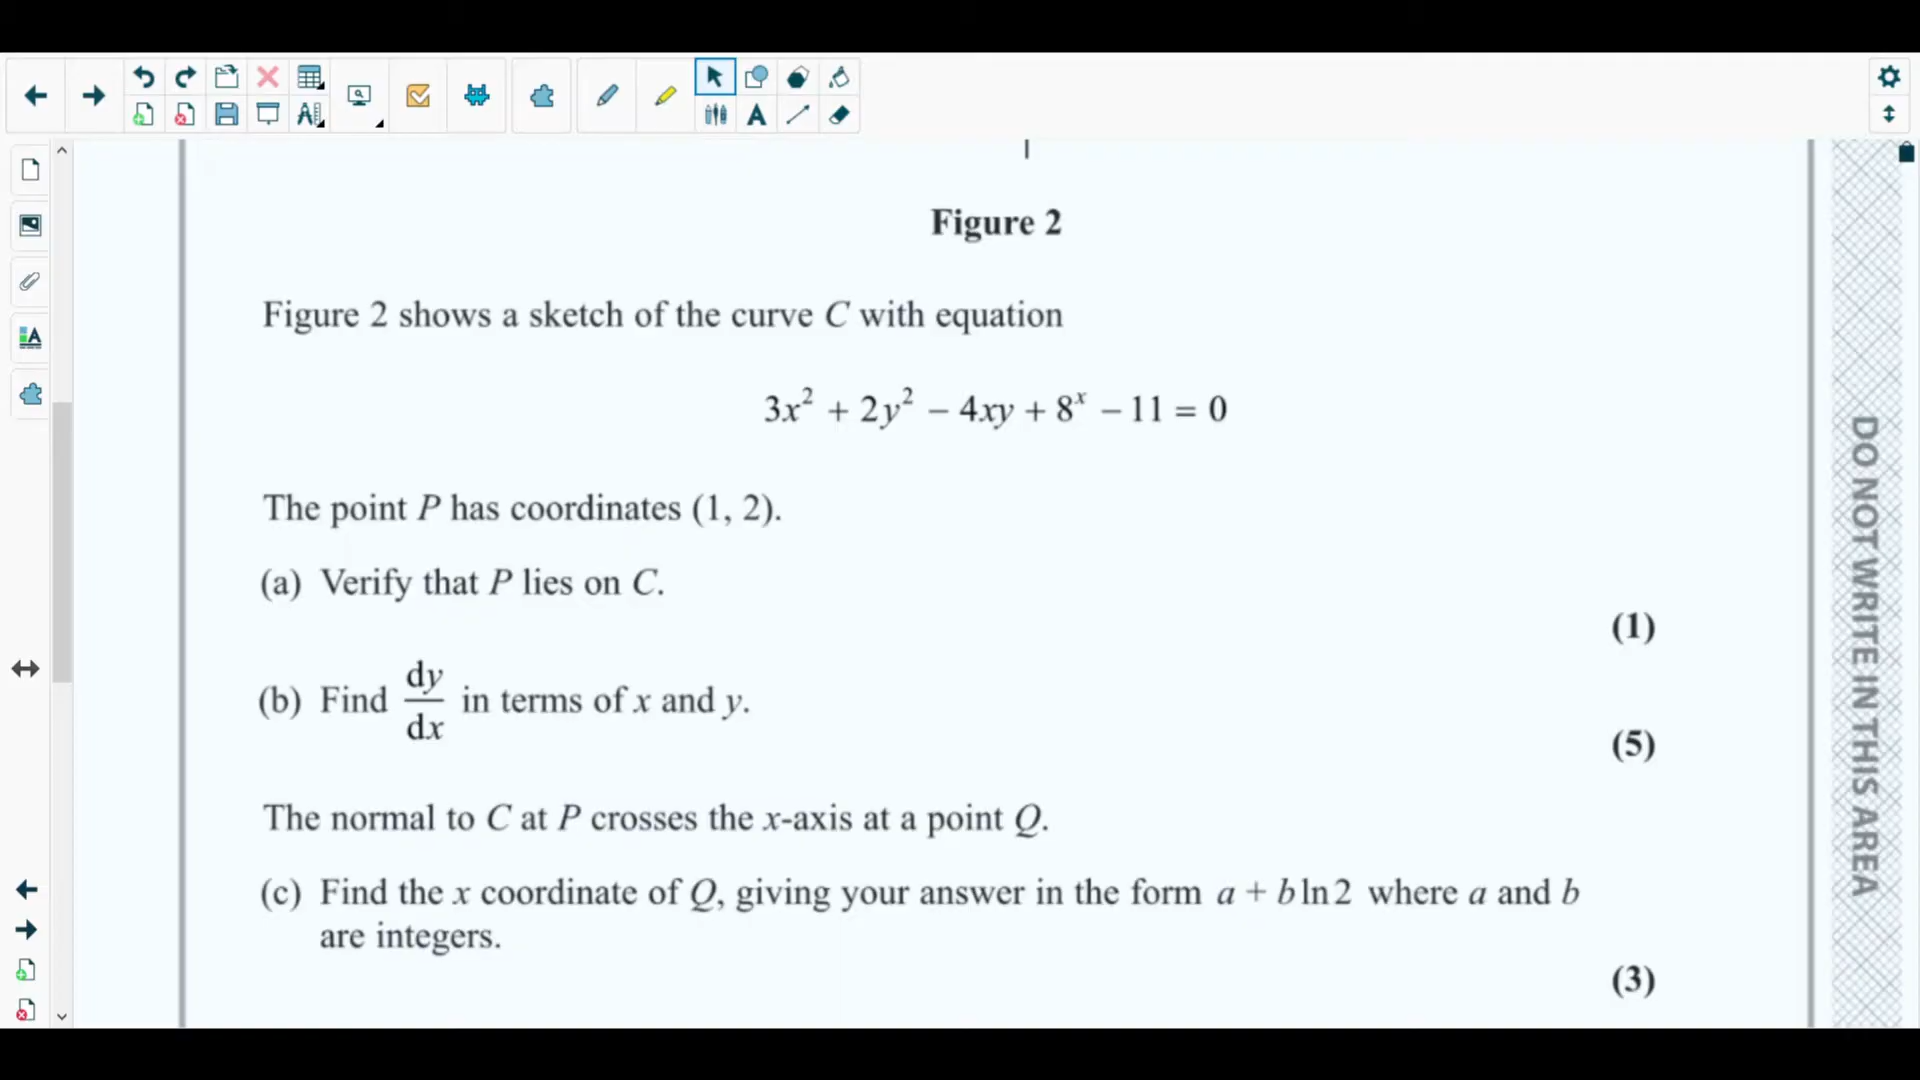 Figure 2
Figure 2 shows a sketch of the curve C with equation
3x² + 2y² − 4xy + 8ˣ − 11 = 0
The point P has coordinates (1, 2).
(a) Verify that P lies on C.
(1)
(b) Find dy/dx in terms of x and y.
(5)
The normal to C at P crosses the x-axis at a point Q.
(c) Find the x coordinate of Q, giving your answer in the form a + b ln 2 where a and b
are integers.
(3)
DO NOT WRITE IN THIS AREA